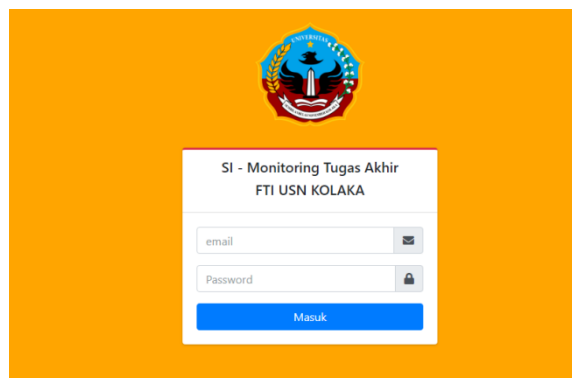 UNIVERSITAS
SI - Monitoring Tugas Akhir
FTI USN KOLAKA
email
Password
Masuk